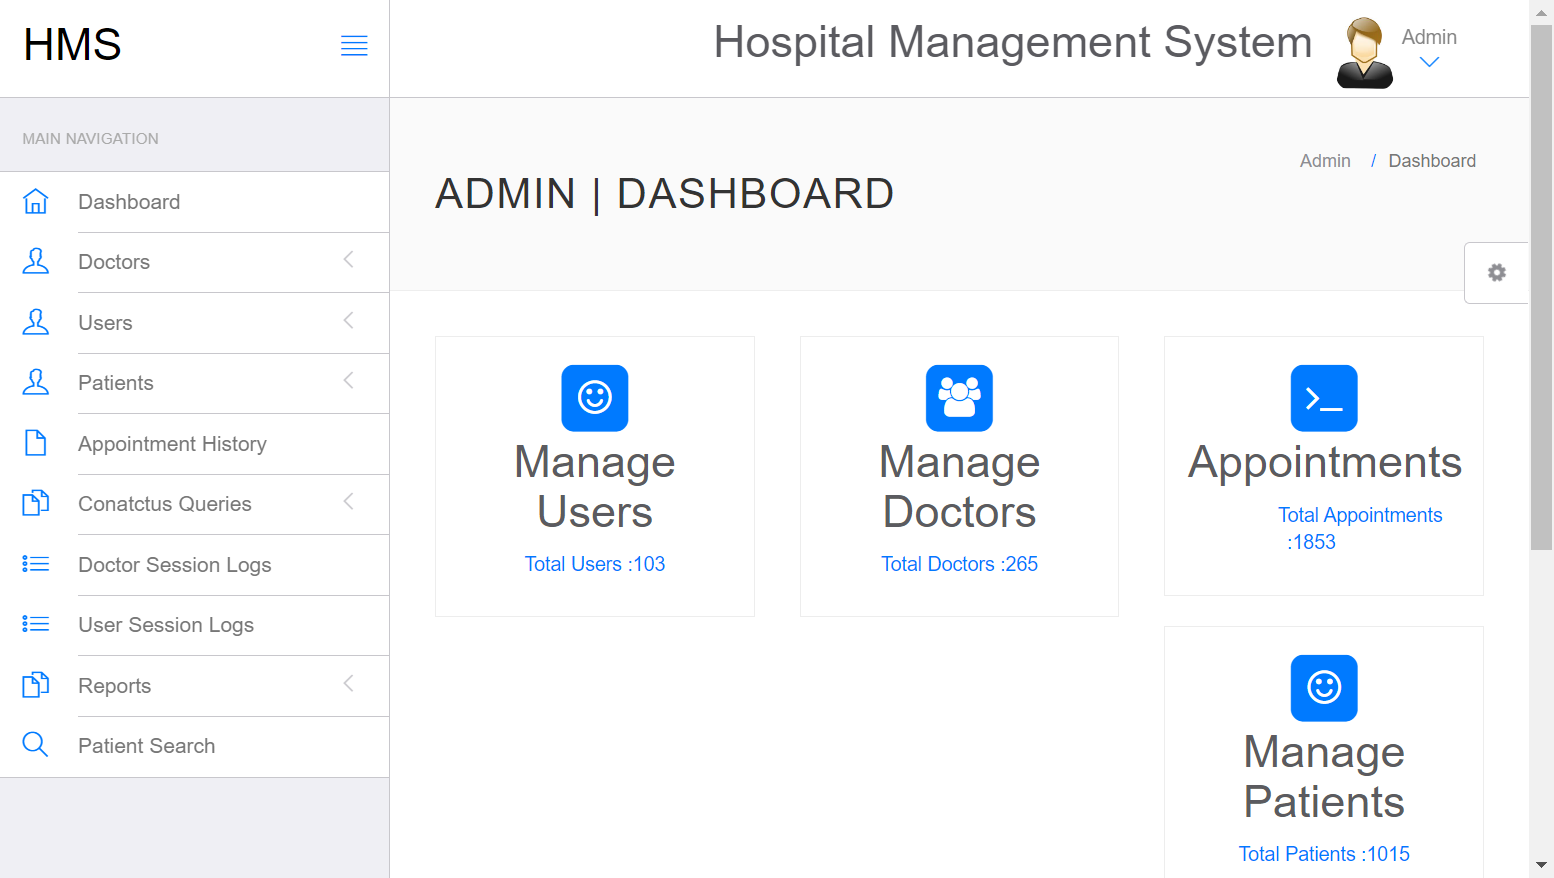 HMS
Hospital Management System
Admin
MAIN NAVIGATION
Dashboard
Doctors
Users
Patients
Appointment History
Conatctus Queries
Doctor Session Logs
User Session Logs
Reports
Patient Search
Admin / Dashboard
ADMIN | DASHBOARD
Manage
Users
Total Users :103
Manage
Doctors
Total Doctors :265
Appointments
Total Appointments
:1853
Manage
Patients
Total Patients :1015